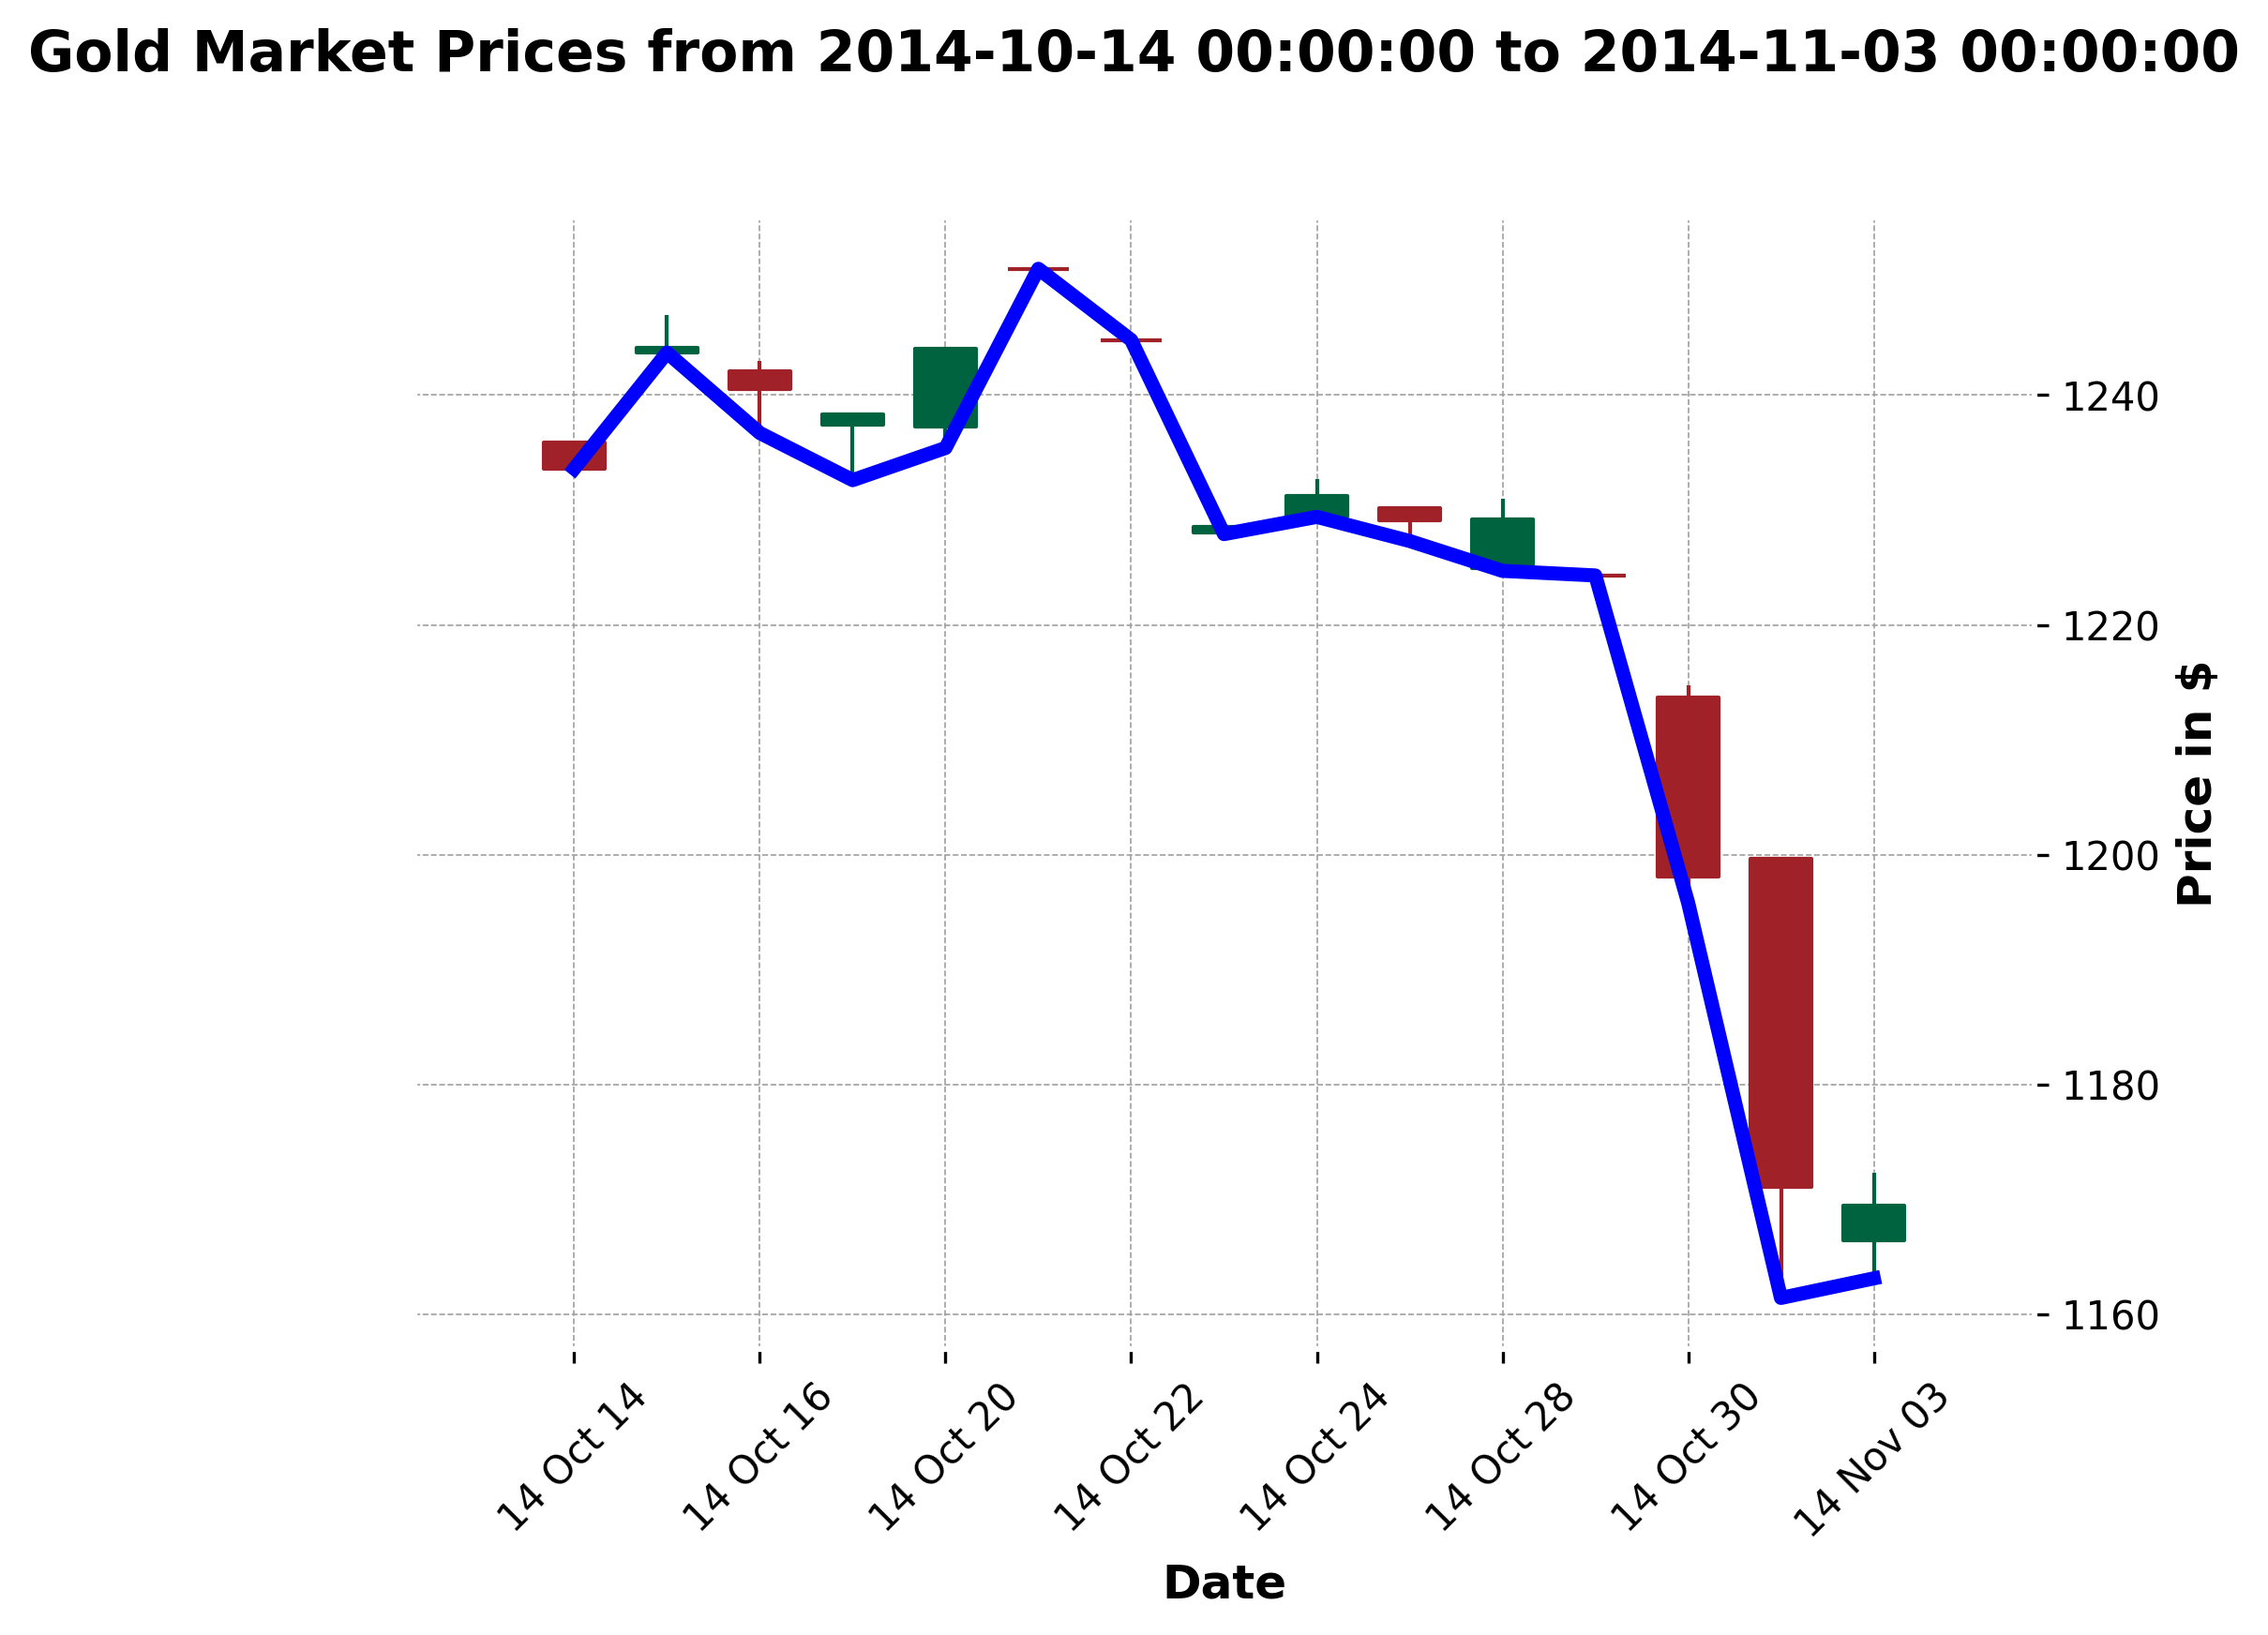 Gold Market Prices from 2014-10-14 00:00:00 to 2014-11-03 00:00:00
1240
1220
1200
1180
1160
Price in $
14 Oct 14
14 Oct 16
14 Oct 20
14 Oct 22
14 Oct 24
14 Oct 28
14 Oct 30
14 Nov 03
Date